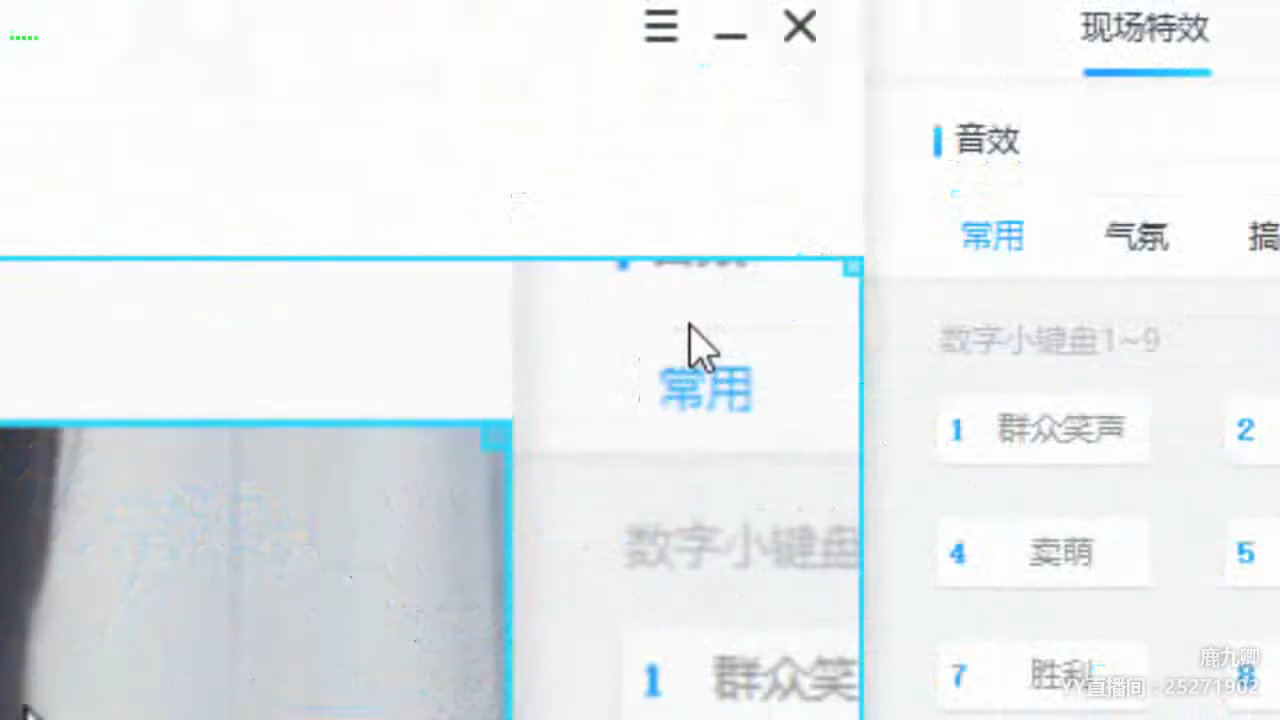 现场特效
音效
常用
气氛
搞
数字小键盘1~9
1 群众笑声
2
4 卖萌
5
7 胜利
8
常用
数字小键盘
1 群众笑
鹿九卿
YY直播间：25271902